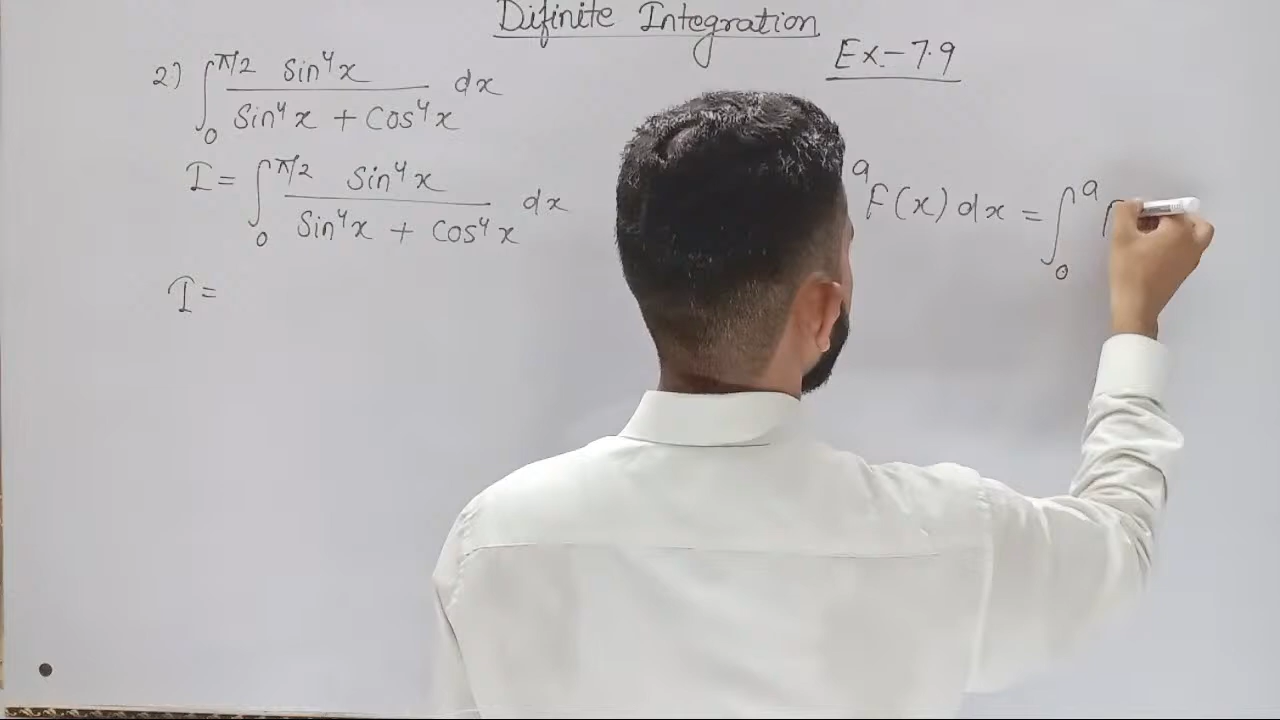 Difinite Integration
Ex.-7.9
2) ∫₀^π/2 Sin⁴x / Sin⁴x + Cos⁴x dx
I = ∫₀^π/2 Sin⁴x / Sin⁴x + Cos⁴x dx
a F(x) dx = ∫₀^a
I =